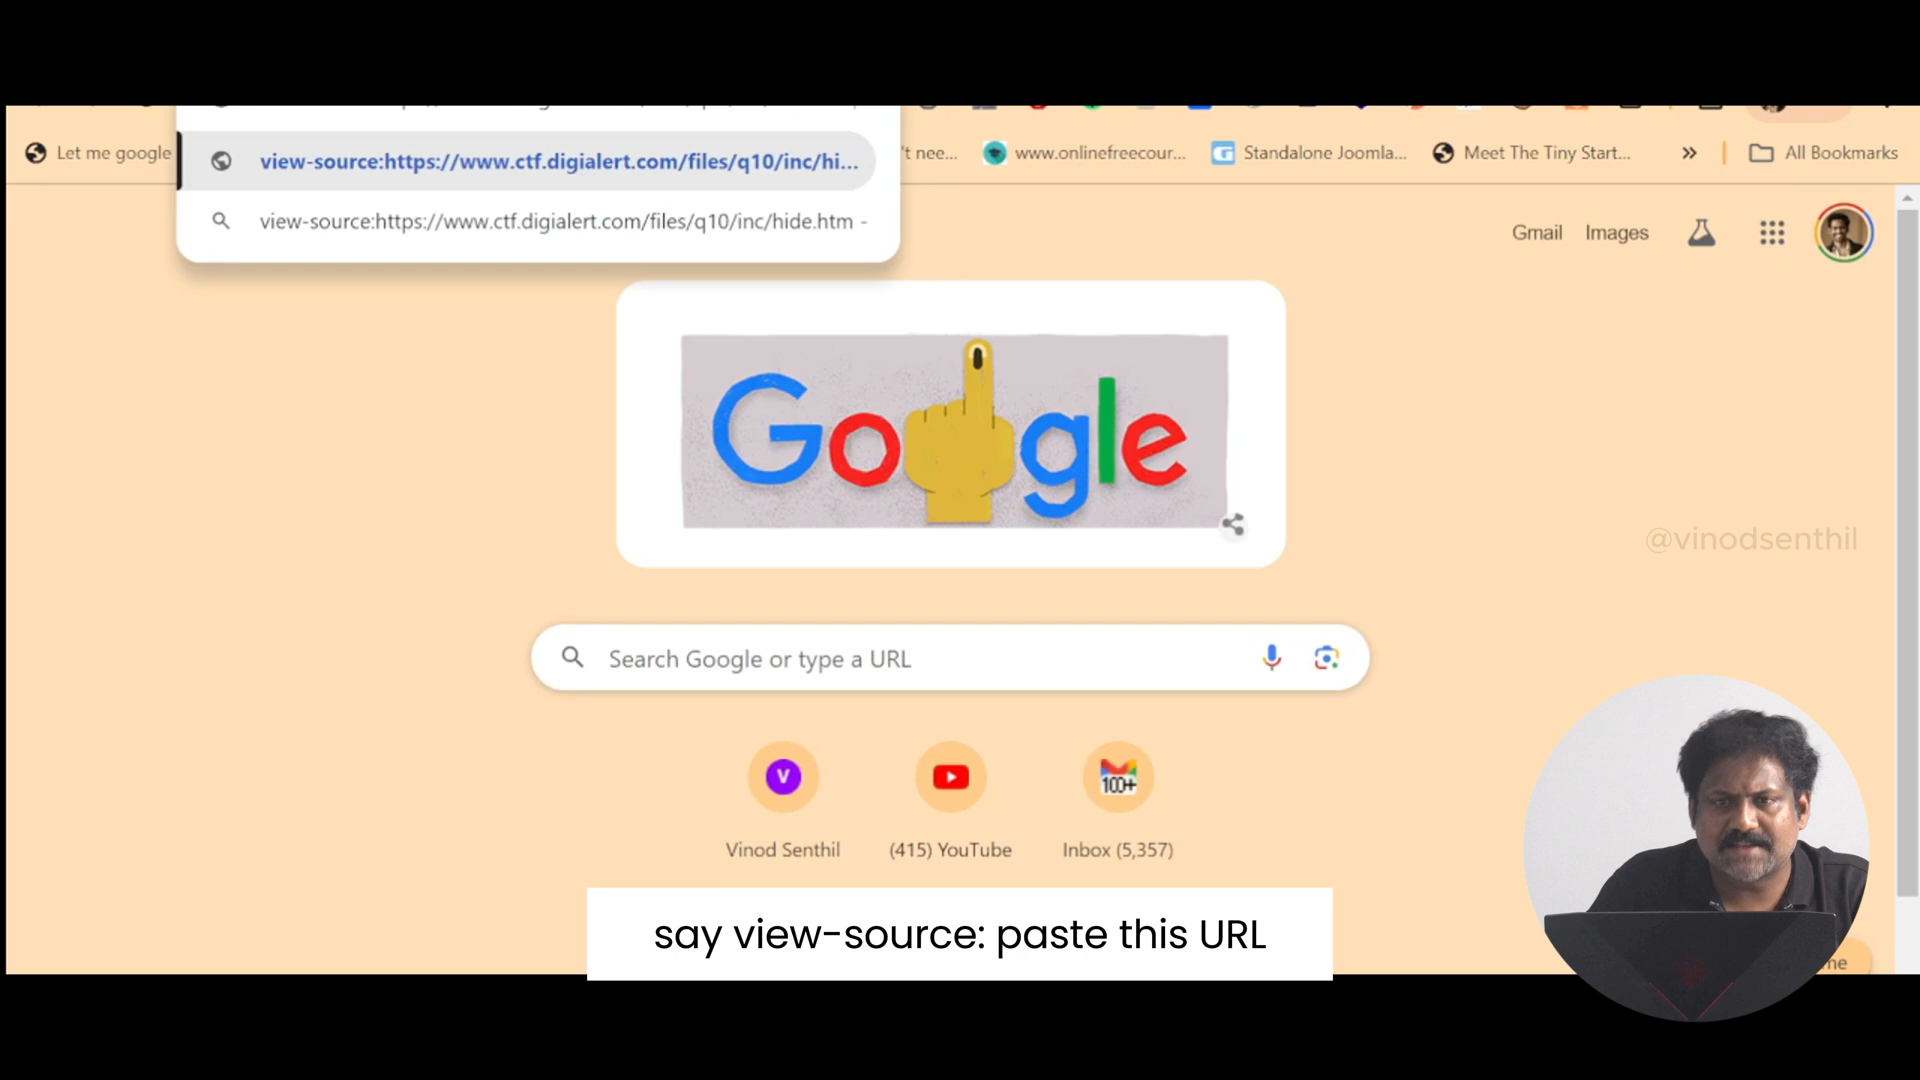 Let me google
view-source:https://www.ctf.digialert.com/files/q10/inc/hi...
't nee...
www.onlinefreecour...
Standalone Joomla...
Meet The Tiny Start...
»
All Bookmarks
view-source:https://www.ctf.digialert.com/files/q10/inc/hide.htm -
Gmail
Images
Google
@vinodsenthil
Search Google or type a URL
V
100+
Vinod Senthil
(415) YouTube
Inbox (5,357)
say view-source: paste this URL